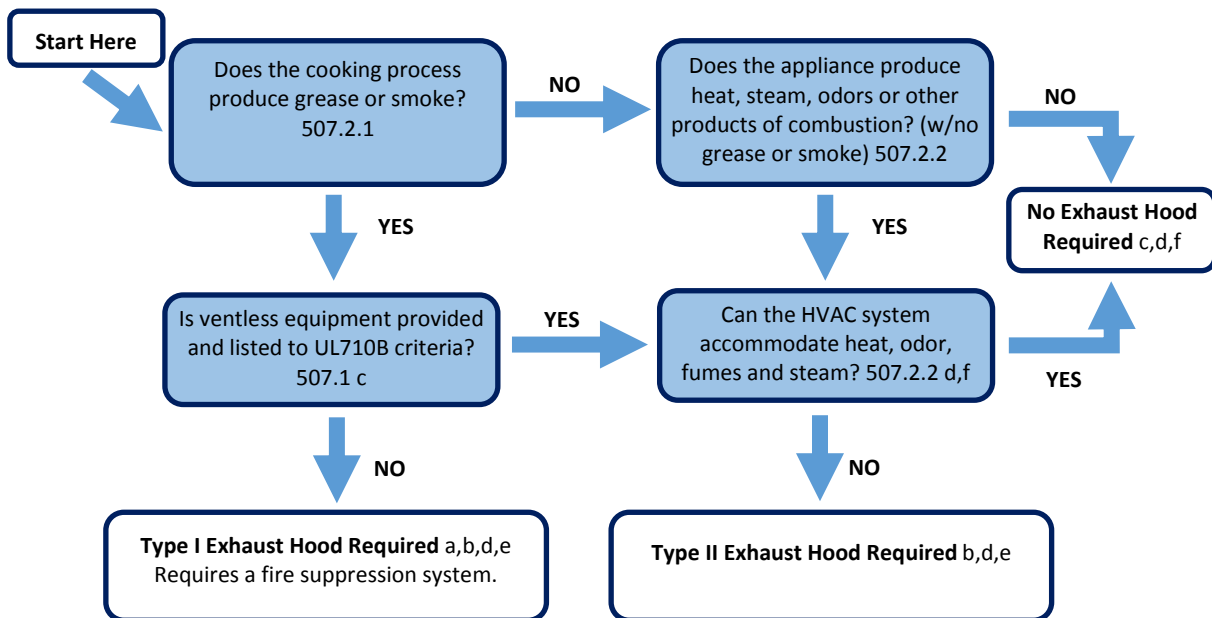 Start Here
Does the cooking process
produce grease or smoke?
507.2.1
NO
Does the appliance produce
heat, steam, odors or other
products of combustion? (w/no
grease or smoke) 507.2.2
NO
YES
YES
No Exhaust Hood
Required c,d,f
Is ventless equipment provided
and listed to UL710B criteria?
507.1 c
YES
Can the HVAC system
accommodate heat, odor,
fumes and steam? 507.2.2 d,f
YES
NO
NO
Type I Exhaust Hood Required a,b,d,e
Requires a fire suppression system.
Type II Exhaust Hood Required b,d,e